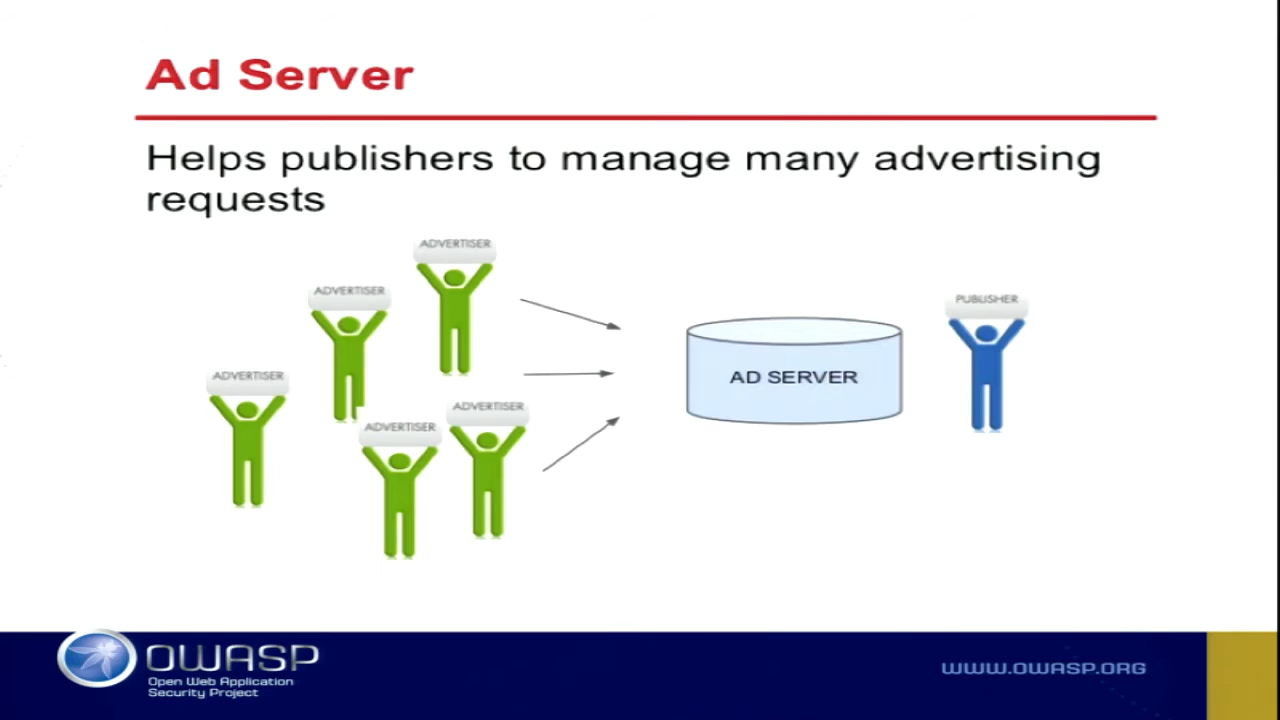 Ad Server
Helps publishers to manage many advertising
requests
ADVERTISER
ADVERTISER
ADVERTISER
ADVERTISER
ADVERTISER
AD SERVER
PUBLISHER
OWASP
Open Web Application
Security Project
WWW.OWASP.ORG